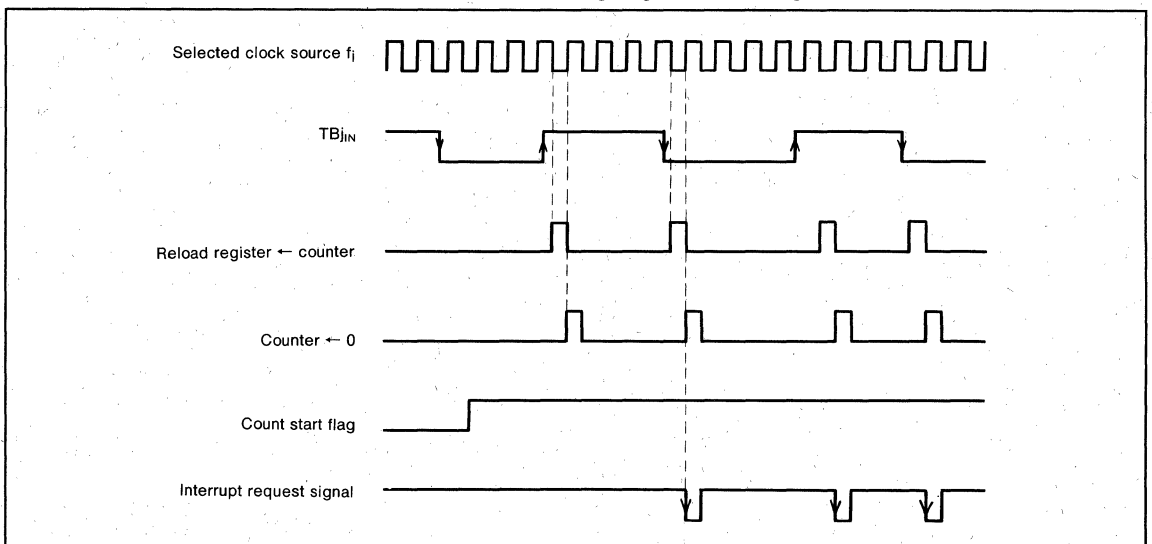 Selected clock source fi
TBjIN
Reload register ← counter
Counter ← 0
Count start flag
Interrupt request signal